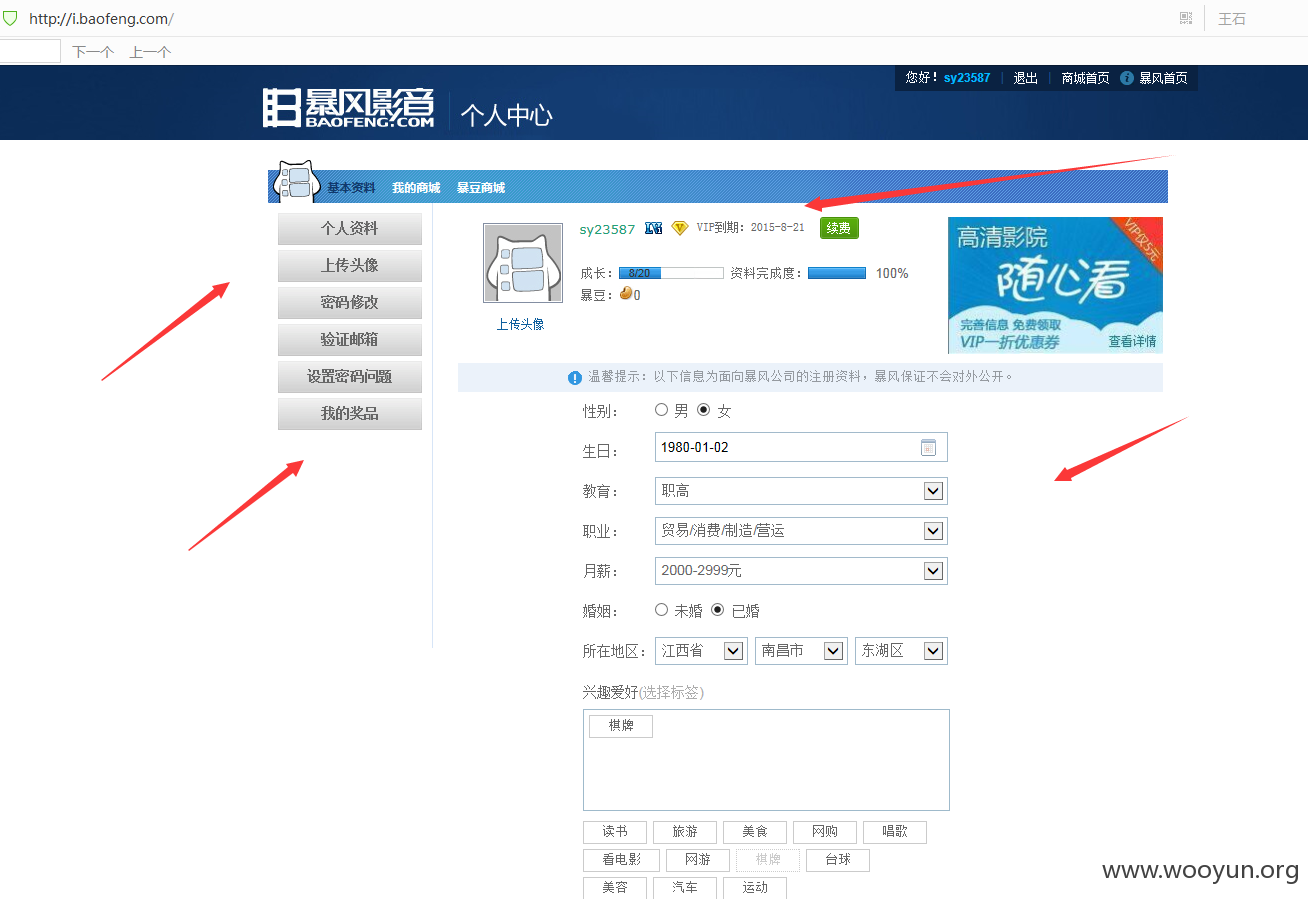 http://i.baofeng.com/
王石
下一个 上一个
您好！sy23587 退出 商城首页 暴风首页
暴风影音
BAOFENG.COM
个人中心
基本资料 我的商城 暴豆商城
个人资料
上传头像
密码修改
验证邮箱
设置密码问题
我的奖品
sy23587 VIP到期：2015-8-21 续费
成长： 8/20 资料完成度： 100%
暴豆： 0
上传头像
高清影院
VIP仅5元
随心看
完善信息 免费领取
VIP一折优惠券 查看详情
温馨提示：以下信息为面向暴风公司的注册资料，暴风保证不会对外公开。
性别： 男 女
生日： 1980-01-02
教育： 职高
职业： 贸易/消费/制造/营运
月薪： 2000-2999元
婚姻： 未婚 已婚
所在地区： 江西省 南昌市 东湖区
兴趣爱好(选择标签)
棋牌
读书 旅游 美食 网购 唱歌
看电影 网游 棋牌 台球
美容 汽车 运动
www.wooyun.org